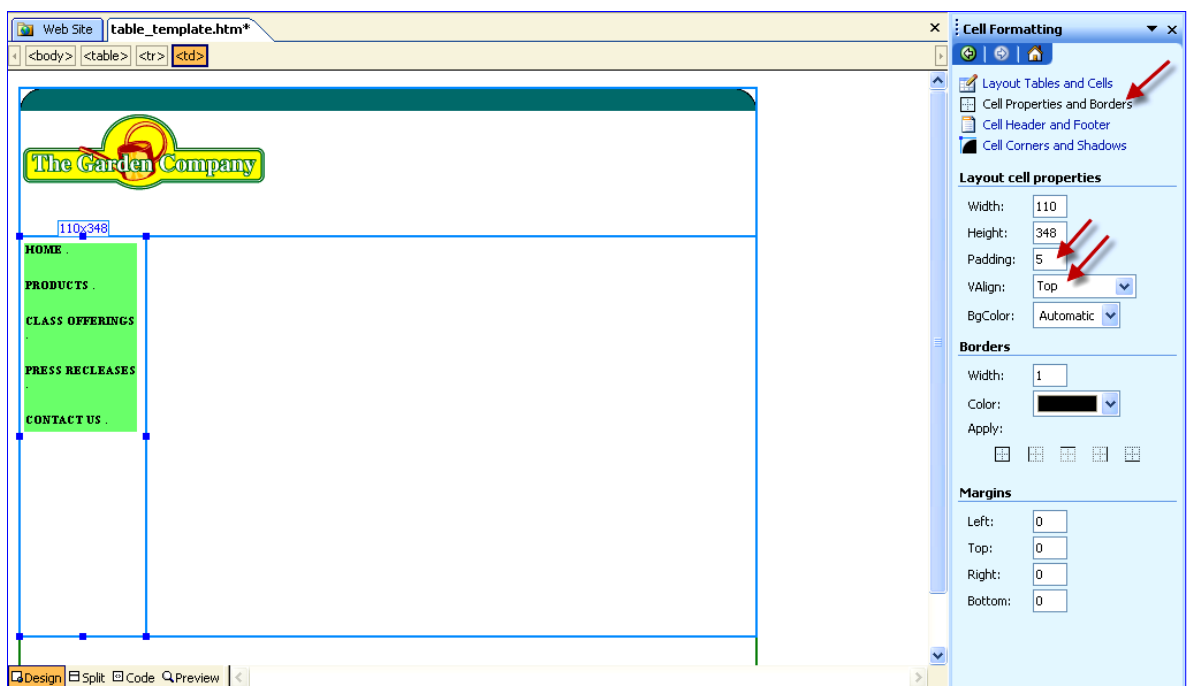 Web Site table_template.htm*
<body> <table> <tr> <td>
The Garden Company
110x348
HOME .
PRODUCTS .
CLASS OFFERINGS
.
PRESS RECLEASES
.
CONTACT US .
Design Split Code Preview
Cell Formatting
Layout Tables and Cells
Cell Properties and Borders
Cell Header and Footer
Cell Corners and Shadows
Layout cell properties
Width: 110
Height: 348
Padding: 5
VAlign: Top
BgColor: Automatic
Borders
Width: 1
Color:
Apply:
Margins
Left: 0
Top: 0
Right: 0
Bottom: 0